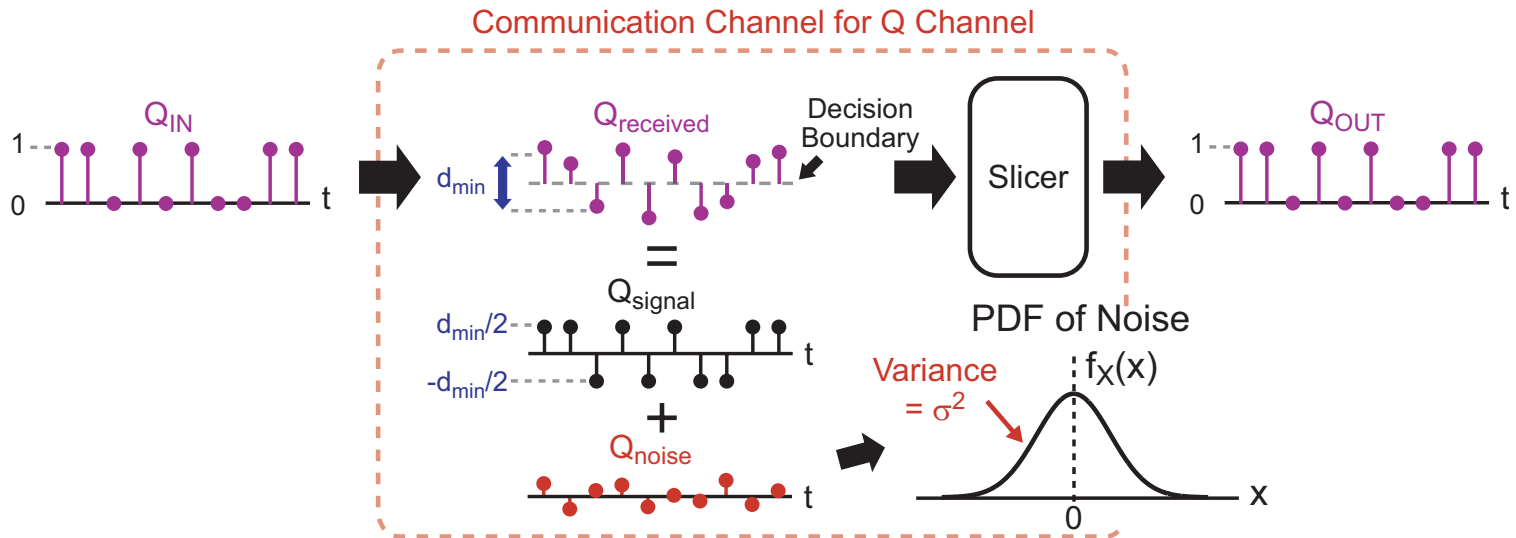 Communication Channel for Q Channel
Q_IN
1
0
t
Q_received
d_min
Decision
Boundary
Slicer
Q_OUT
1
0
t
=
Q_signal
d_min/2
-d_min/2
t
+
Q_noise
t
PDF of Noise
f_X(x)
Variance
= σ²
x
0